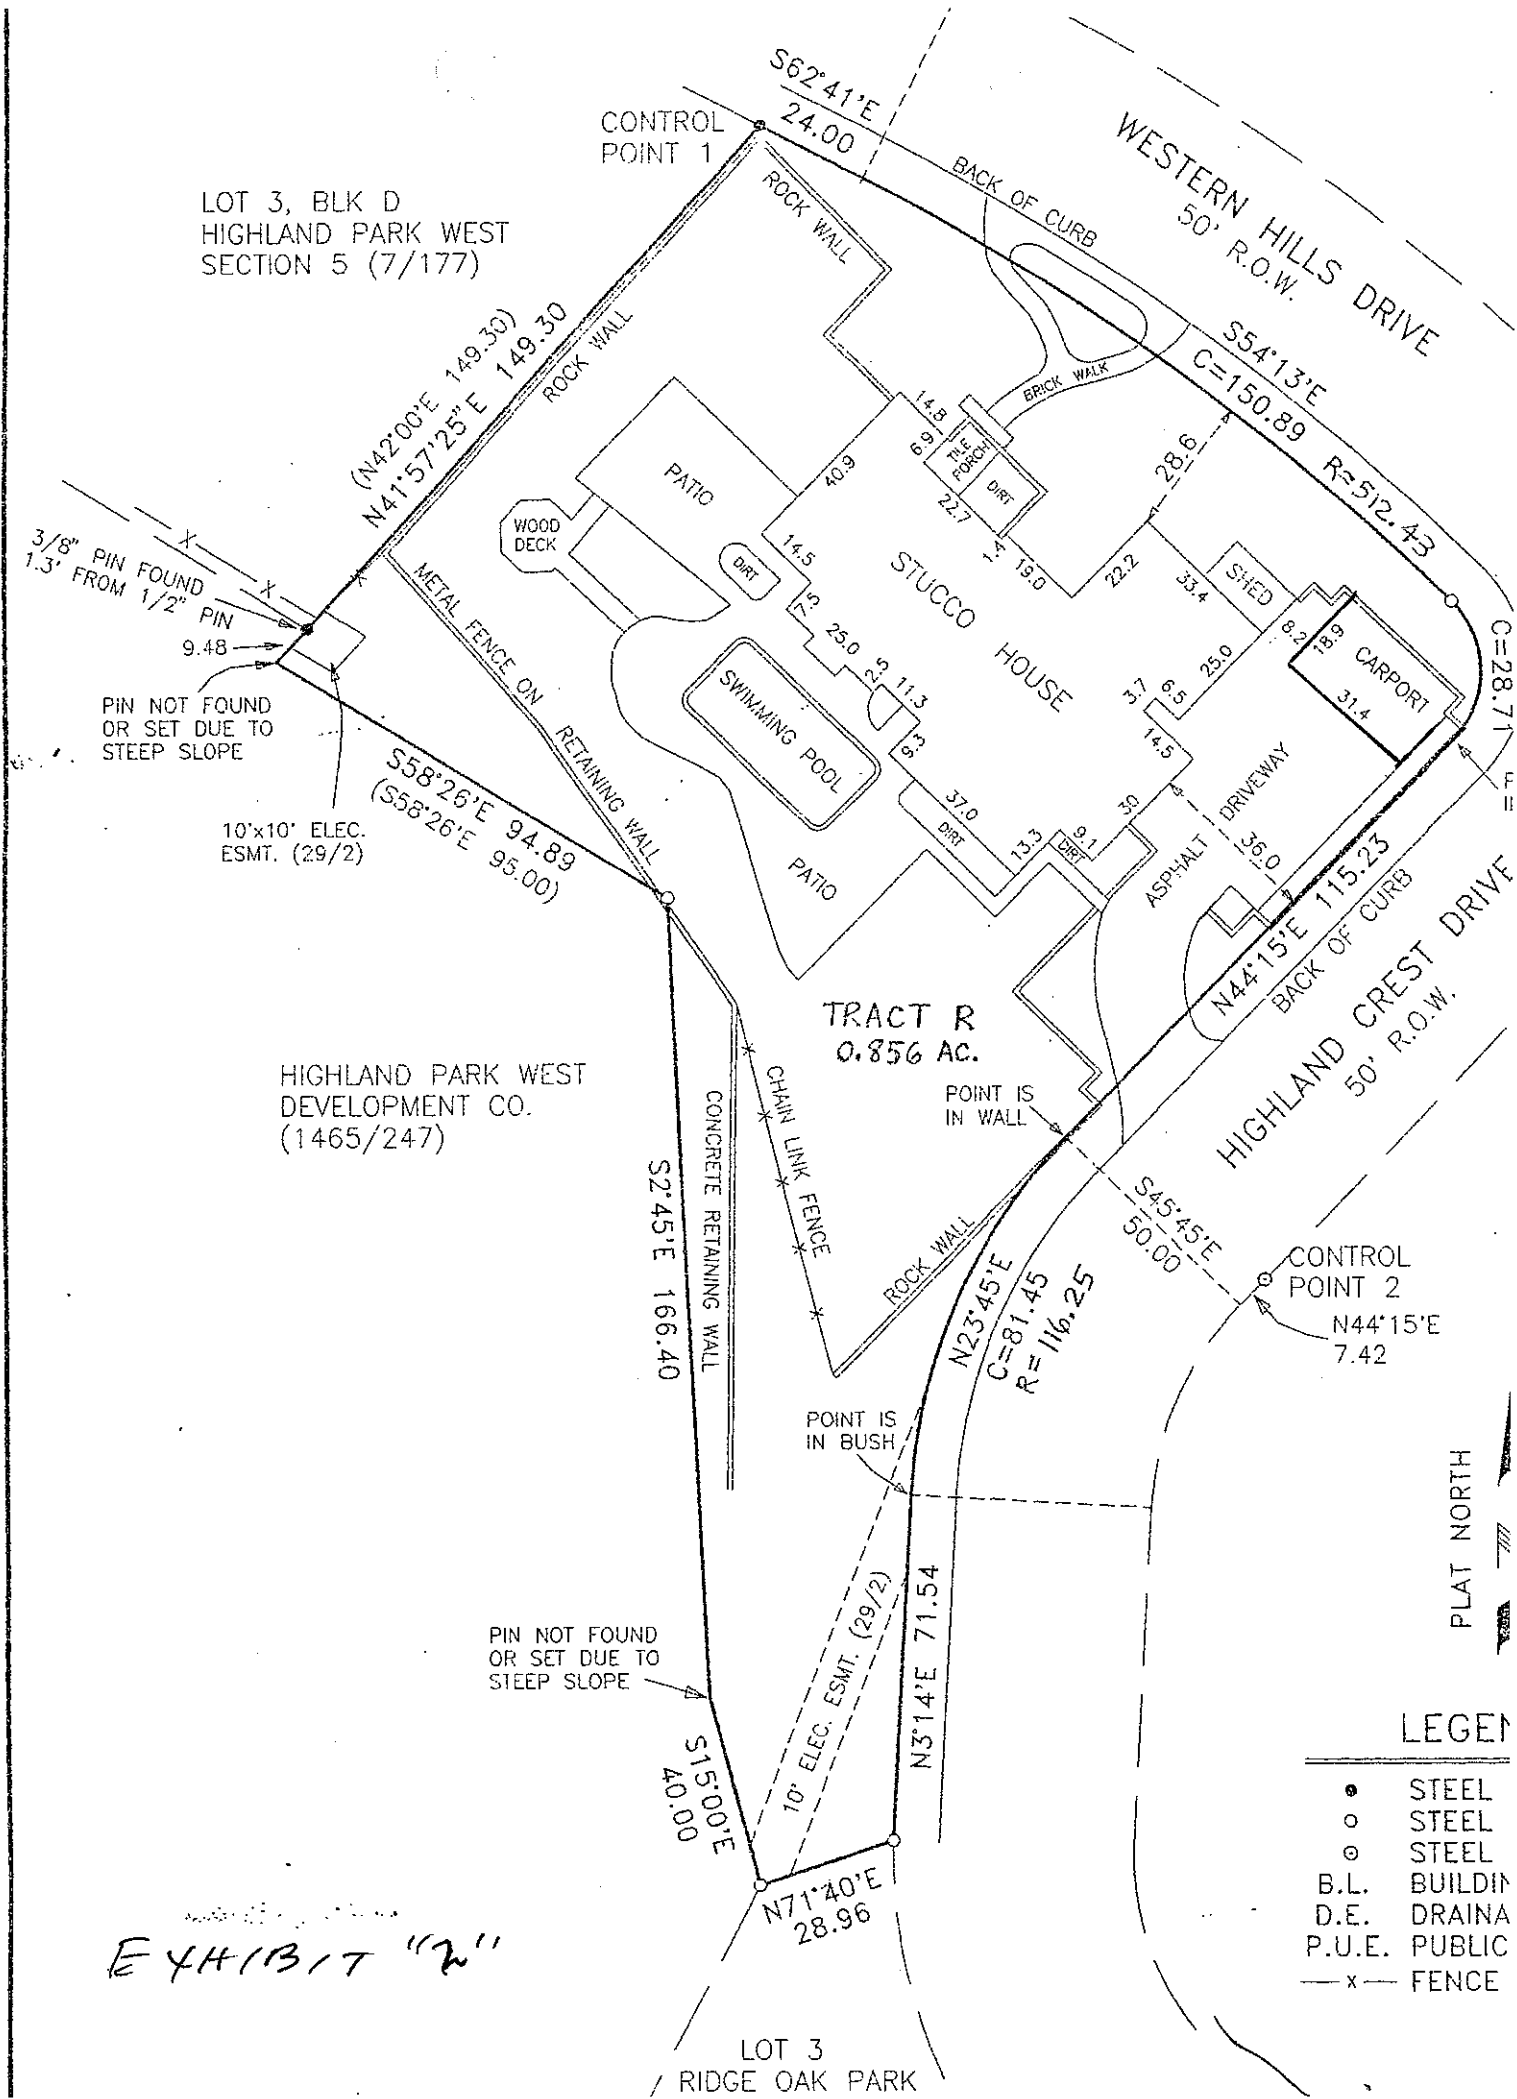 S62°41'E
24.00
CONTROL
POINT 1
LOT 3, BLK D
HIGHLAND PARK WEST
SECTION 5 (7/177)
ROCK WALL
BACK OF CURB
WESTERN HILLS DRIVE
50' R.O.W.
(N42°00'E 149.30)
N41°57'25"E 149.30
ROCK WALL
S54°13'E
C=150.89
R=512.43
BRICK WALK
28.6
14.8
6.9
TILE
PORCH
DIRT
22.7
1.4
19.0
22.2
33.4
SHED
8.2
18.9
CARPORT
31.4
C=28.71
40.9
PATIO
WOOD
DECK
14.5
DIRT
7.5
25.0
2.5
11.3
9.3
STUCCO
HOUSE
3.7
6.5
25.0
14.5
3/8" PIN FOUND
1.3' FROM 1/2" PIN
9.48
PIN NOT FOUND
OR SET DUE TO
STEEP SLOPE
METAL FENCE ON RETAINING WALL
SWIMMING POOL
37.0
DIRT
13.3
9.1
DIRT
30
ASPHALT DRIVEWAY
36.0
S58°26'E 94.89
(S58°26'E 95.00)
10'x10' ELEC.
ESMT. (29/2)
PATIO
N44°15'E 115.23
BACK OF CURB
HIGHLAND CREST DRIVE
50' R.O.W.
TRACT R
0.856 AC.
HIGHLAND PARK WEST
DEVELOPMENT CO.
(1465/247)
POINT IS
IN WALL
CHAIN LINK FENCE
CONCRETE RETAINING WALL
S2°45'E 166.40
ROCK WALL
S45°45'E
50.00
CONTROL
POINT 2
N44°15'E
7.42
N23°45'E
C=81.45
R=116.25
POINT IS
IN BUSH
PLAT NORTH
PIN NOT FOUND
OR SET DUE TO
STEEP SLOPE
10' ELEC. ESMT. (29/2)
N3°14'E 71.54
S15°00'E
40.00
N71°40'E
28.96
STEEL
STEEL
STEEL
B.L.
D.E.
P.U.E. PUBLIC
x FENCE
EXHIBIT "2"
LOT 3
RIDGE OAK PARK